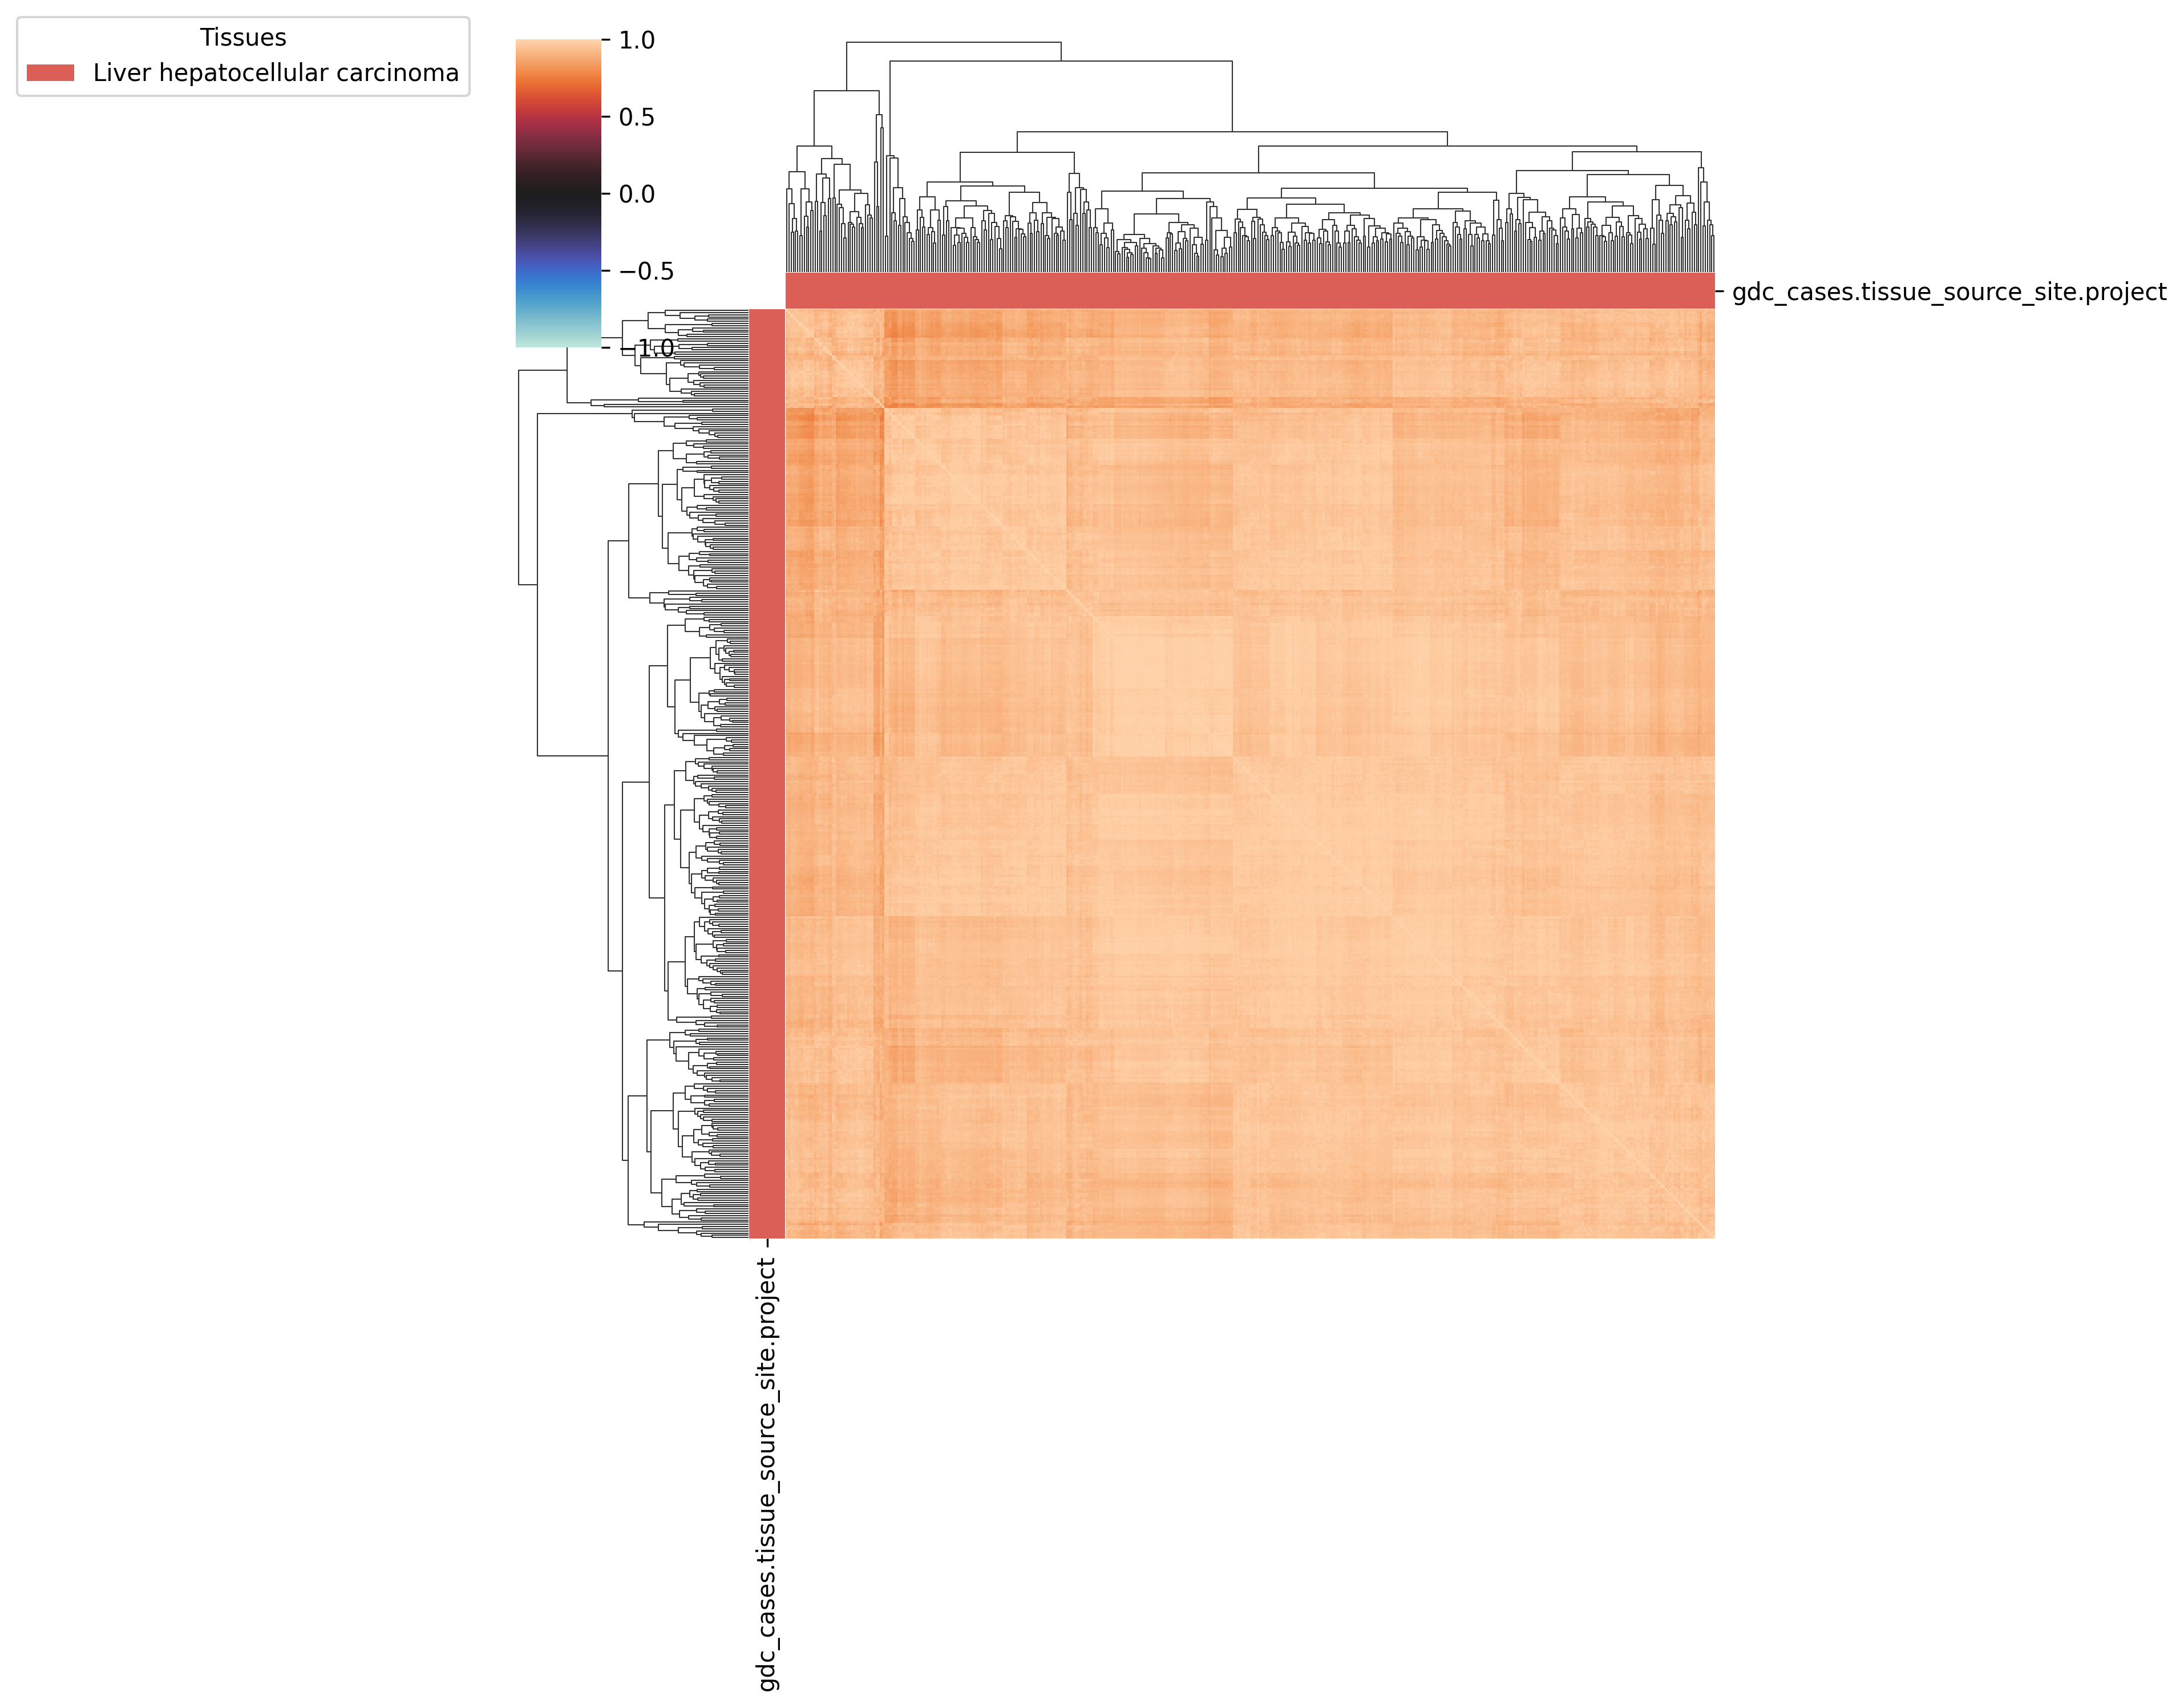 Tissues
Liver hepatocellular carcinoma
1.0
0.5
0.0
−0.5
−1.0
gdc_cases.tissue_source_site.project
gdc_cases.tissue_source_site.project